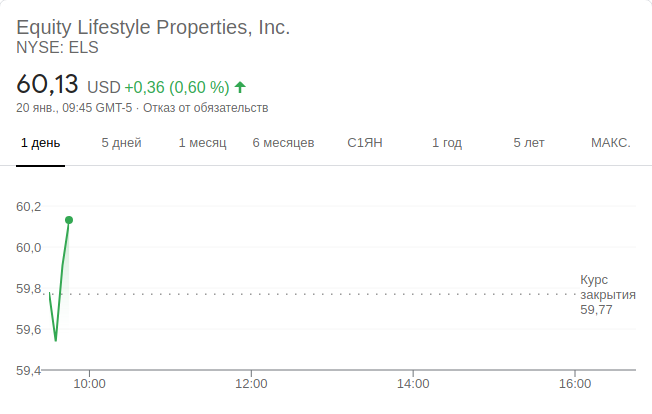 Equity Lifestyle Properties, Inc.
NYSE: ELS
60,13 USD +0,36 (0,60 %)
20 янв., 09:45 GMT-5 · Отказ от обязательств
1 день 5 дней 1 месяц 6 месяцев С1ЯН 1 год 5 лет МАКС.
60,2
60,0
59,8
59,6
59,4
Курс
закрытия
59,77
10:00 12:00 14:00 16:00